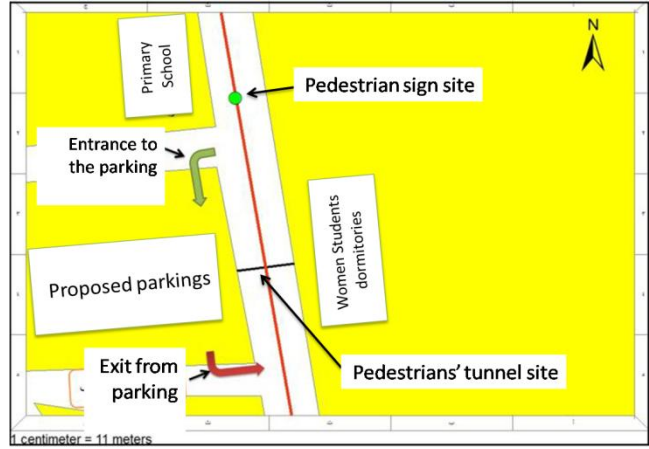 Primary
School
N
Pedestrian sign site
Entrance to
the parking
Women Students
dormitories
Proposed parkings
Exit from
parking
Pedestrians' tunnel site
1 centimeter = 11 meters